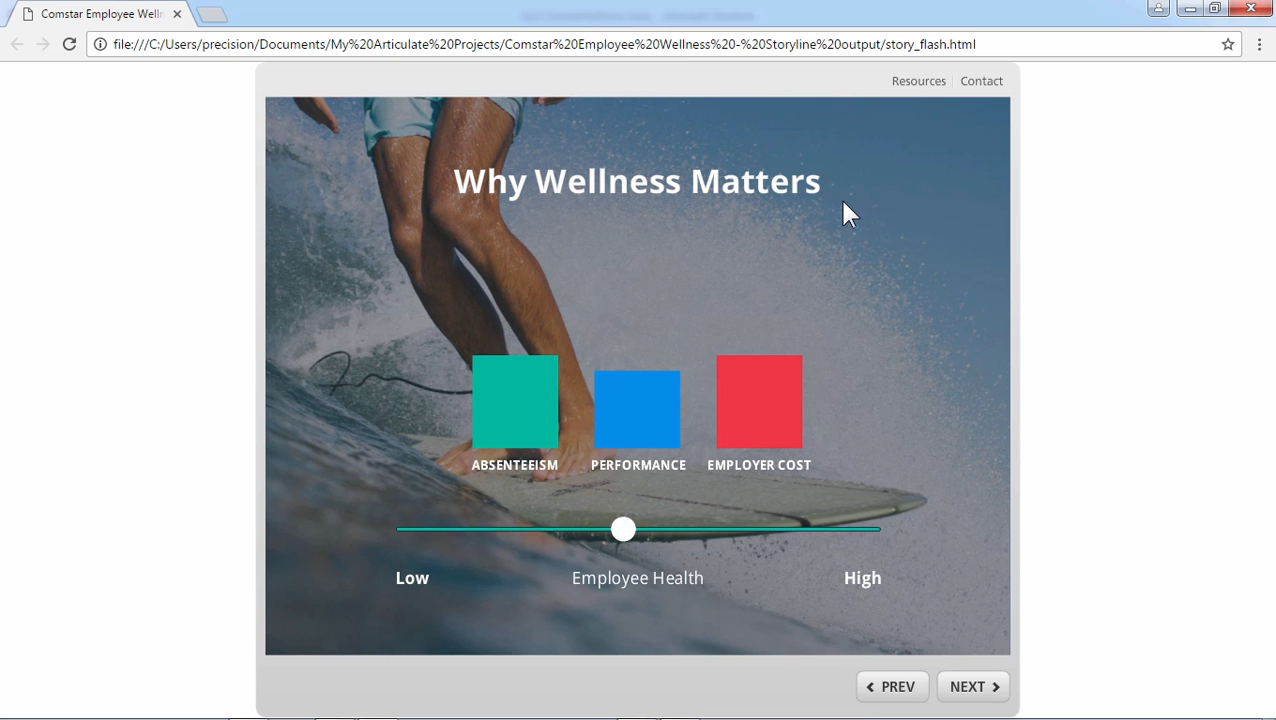 Comstar Employee Welln
file:///C:/Users/precision/Documents/My%20Articulate%20Projects/Comstar%20Employee%20Wellness%20-%20Storyline%20output/story_flash.html
Resources Contact
Why Wellness Matters
ABSENTEEISM PERFORMANCE EMPLOYER COST
Low Employee Health High
PREV NEXT